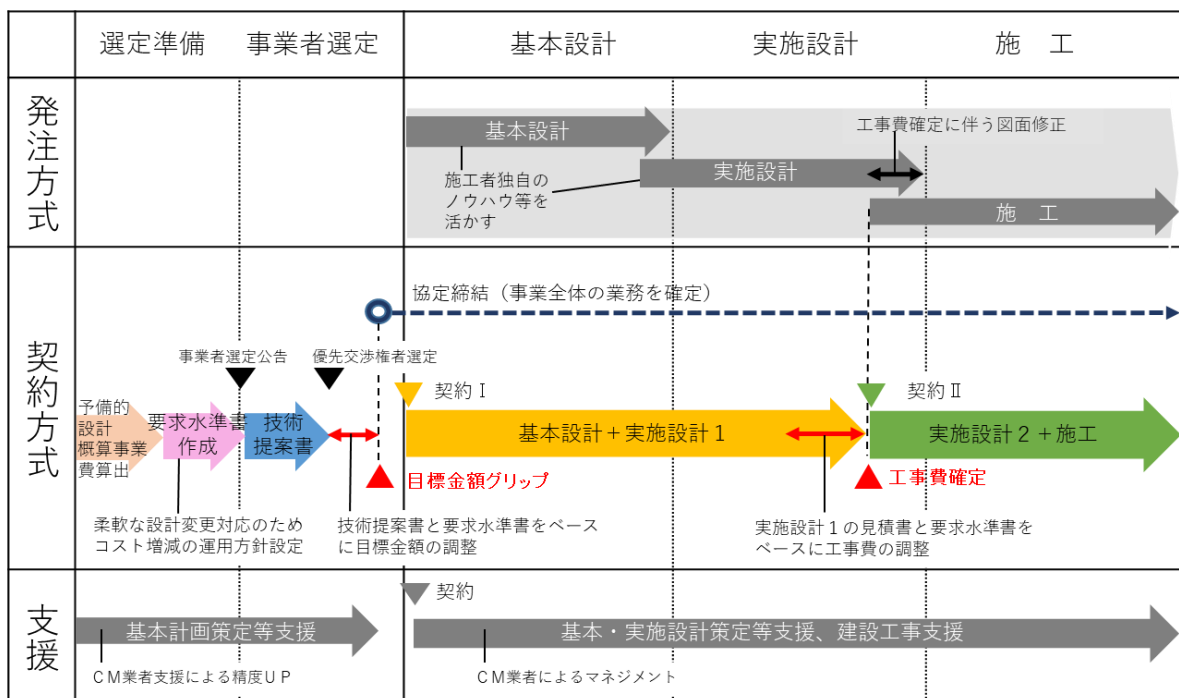 選定準備
事業者選定
基本設計
実施設計
施　工
発注方式
基本設計
工事費確定に伴う図面修正
施工者独自の
ノウハウ等を
活かす
実施設計
施　工
契約方式
協定締結（事業全体の業務を確定）
事業者選定公告
優先交渉権者選定
契約Ⅰ
契約Ⅱ
予備的
設計
概算事業
費算出
要求水準書
作成
技術
提案書
基本設計＋実施設計１
実施設計２＋施工
目標金額グリップ
工事費確定
柔軟な設計変更対応のため
コスト増減の運用方針設定
技術提案書と要求水準書をベース
に目標金額の調整
実施設計１の見積書と要求水準書を
ベースに工事費の調整
支援
契約
基本計画策定等支援
基本・実施設計策定等支援、建設工事支援
ＣＭ業者支援による精度ＵＰ
ＣＭ業者によるマネジメント